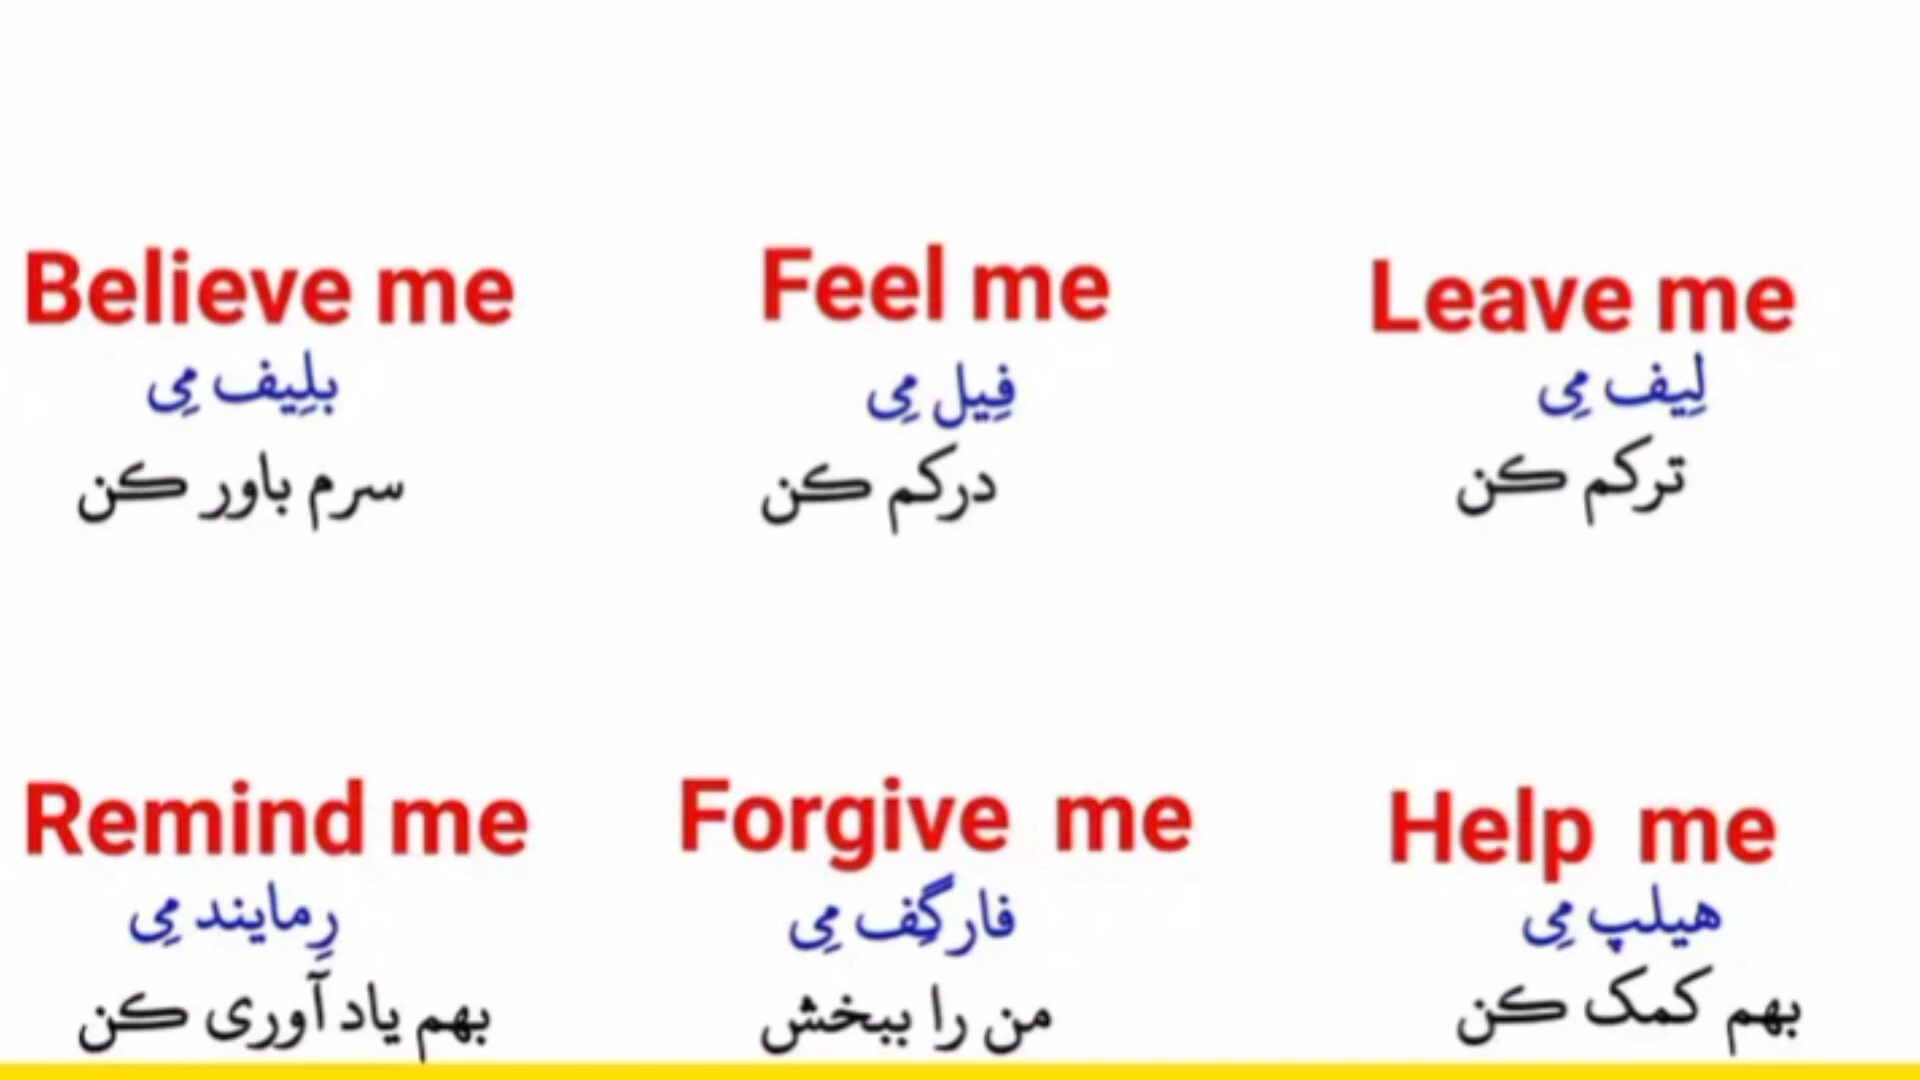 Believe me
بلِیف مِی
سرم باور کن
Feel me
فِیل مِی
درکم کن
Leave me
لِیف مِی
ترکم کن
Remind me
رِمایند مِی
بهم یاد آوری کن
Forgive me
فارگِف مِی
من را ببخش
Help me
هیلپ مِی
بهم کمک کن